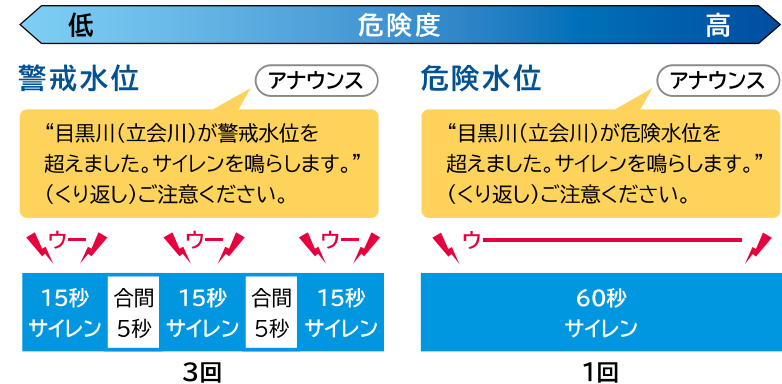 低 危険度 高
警戒水位 アナウンス
“目黒川（立会川）が警戒水位を
超えました。サイレンを鳴らします。”
（くり返し）ご注意ください。
ウー ウー ウー
15秒
サイレン
合間
5秒
15秒
サイレン
合間
5秒
15秒
サイレン
3回
危険水位 アナウンス
“目黒川（立会川）が危険水位を
超えました。サイレンを鳴らします。”
（くり返し）ご注意ください。
ウー
60秒
サイレン
1回